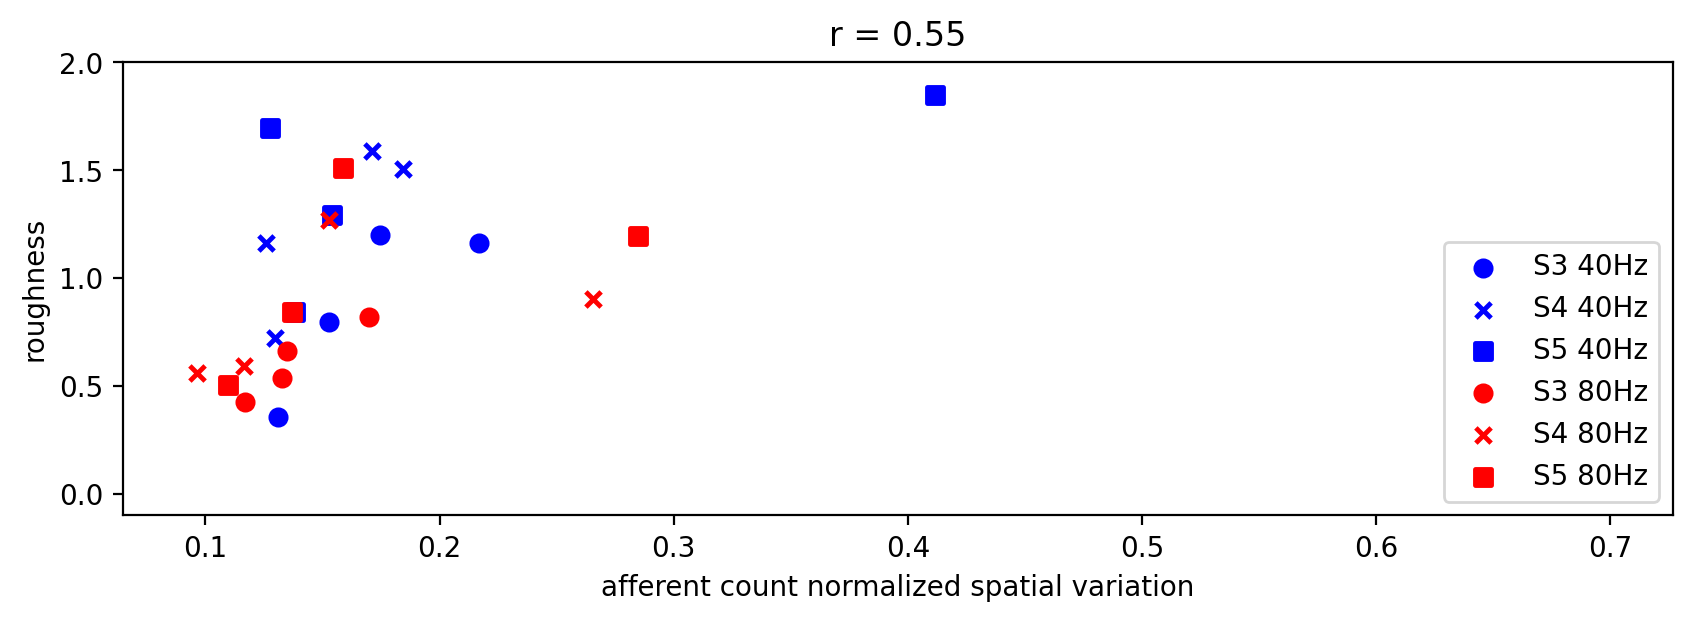 r = 0.55
2.0
1.5
1.0
0.5
0.0
roughness
0.1 0.2 0.3 0.4 0.5 0.6 0.7
afferent count normalized spatial variation
S3 40Hz
S4 40Hz
S5 40Hz
S3 80Hz
S4 80Hz
S5 80Hz